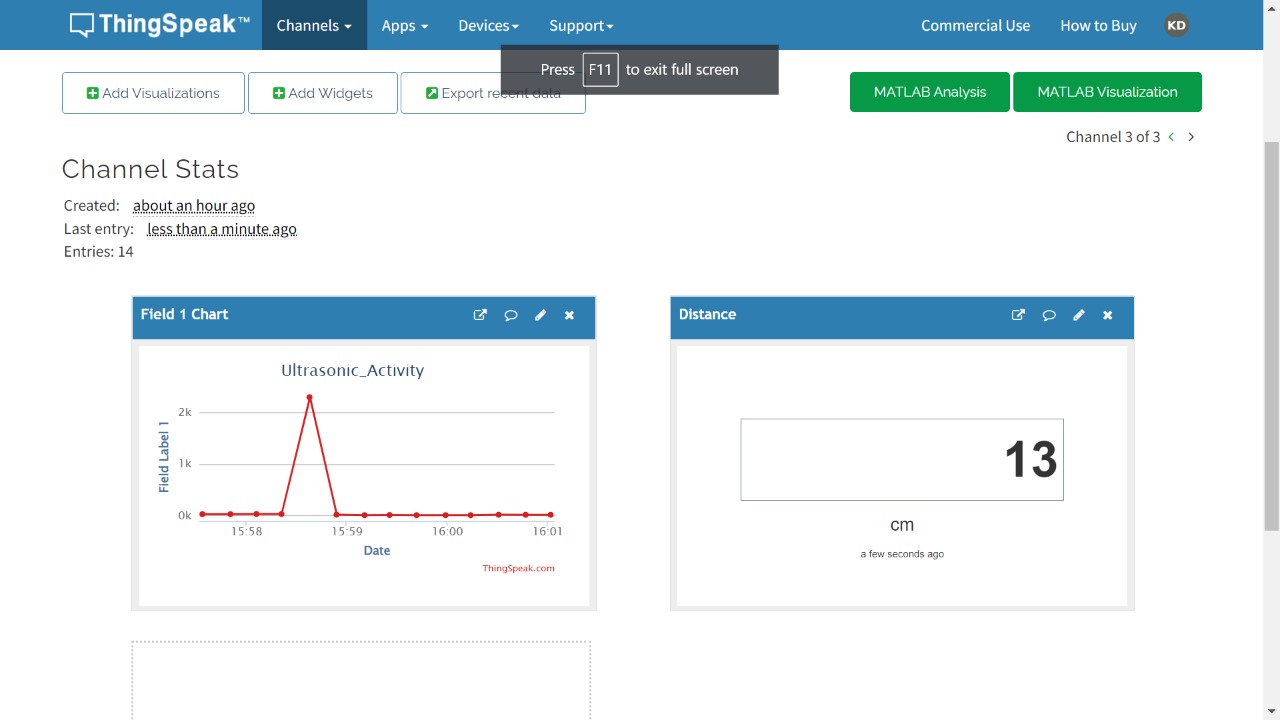 ThingSpeak™ Channels Apps Devices Support Commercial Use How to Buy KD
Press F11 to exit full screen
Add Visualizations Add Widgets Export recent data MATLAB Analysis MATLAB Visualization
Channel 3 of 3
Channel Stats
Created: about an hour ago
Last entry: less than a minute ago
Entries: 14
Field 1 Chart
Ultrasonic_Activity
Field Label 1
2k
1k
0k
15:58 15:59 16:00 16:01
Date
ThingSpeak.com
Distance
13
cm
a few seconds ago